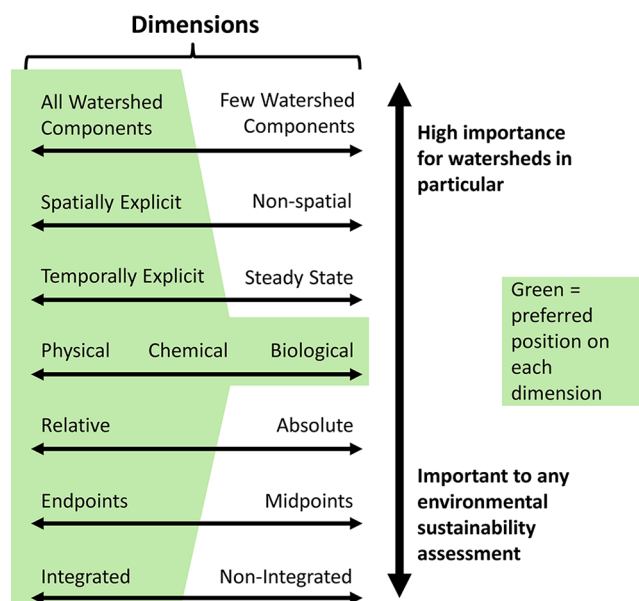 Dimensions
All Watershed
Components
Few Watershed
Components
Spatially Explicit
Non-spatial
Temporally Explicit
Steady State
Physical
Chemical
Biological
Relative
Absolute
Endpoints
Midpoints
Integrated
Non-Integrated
High importance
for watersheds in
particular
Important to any
environmental
sustainability
assessment
Green =
preferred
position on
each
dimension